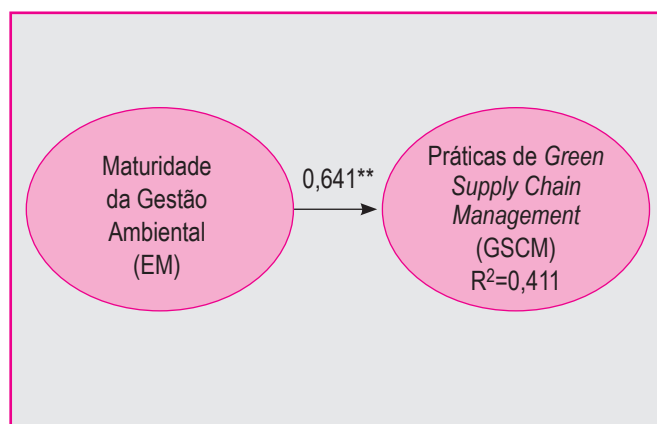 Maturidade
da Gestão
Ambiental
(EM)
0,641**
Práticas de Green
Supply Chain
Management
(GSCM)
R²=0,411